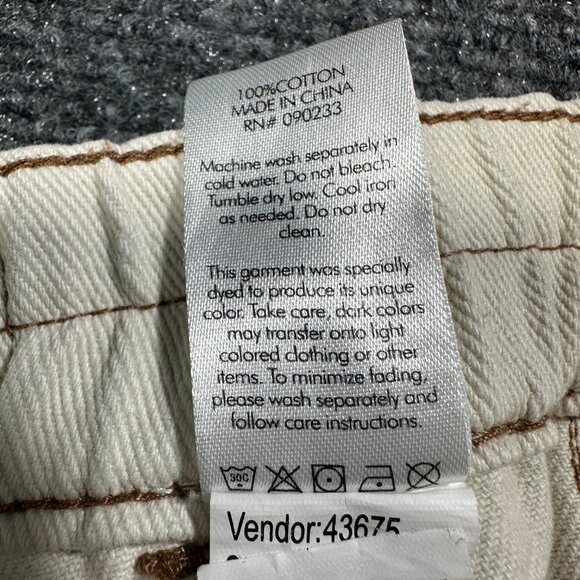 100%COTTON
MADE IN CHINA
RN# 090233
Machine wash separately in
cold water. Do not bleach.
Tumble dry low. Cool iron
as needed. Do not dry
clean.
This garment was specially
dyed to produce its unique
color. Take care, dark colors
may transfer onto light
colored clothing or other
items. To minimize fading,
please wash separately and
follow care instructions.
30C
Vendor:43675